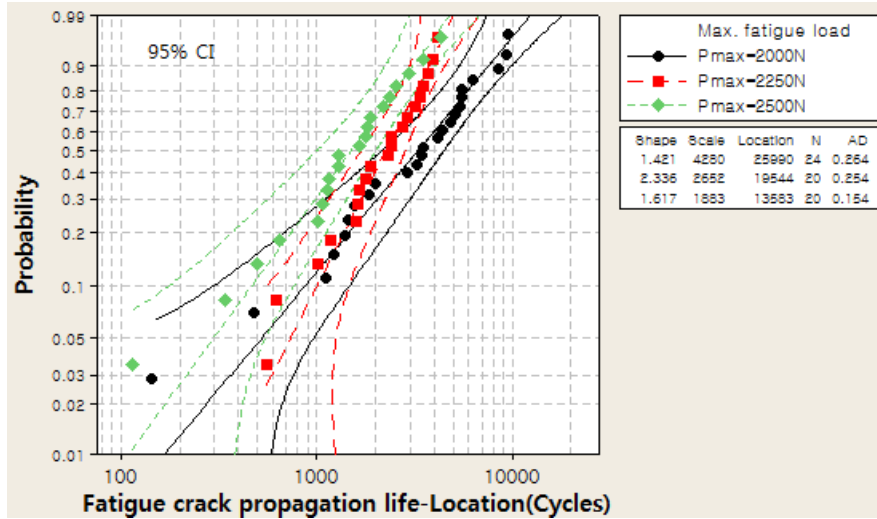 0.99
0.9
0.8
0.7
0.6
0.5
0.4
0.3
0.2
0.1
0.05
0.03
0.02
0.01
Probability
95% CI
100 1000 10000
Fatigue crack propagation life-Location(Cycles)
Max. fatigue load
Pmax-2000N
Pmax-2250N
Pmax-2500N
Shape Scale Location N AD
1.421 4280 25990 24 0.264
2.336 2652 19544 20 0.254
1.617 1883 13583 20 0.154